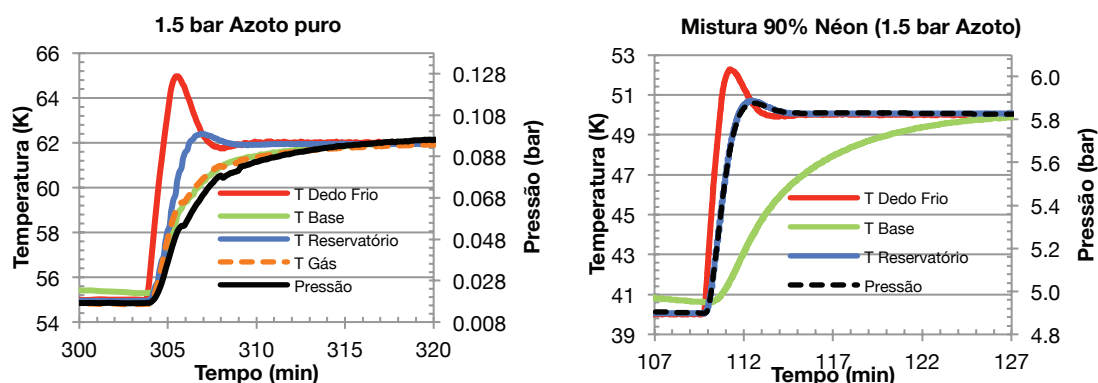 1.5 bar Azoto puro
66
64
62
60
58
56
54
Temperatura (K)
0.128
0.108
0.088
0.068
0.048
0.028
0.008
Pressão (bar)
T Dedo Frio
T Base
T Reservatório
T Gás
Pressão
300
305
310
315
320
Tempo (min)
Mistura 90% Néon (1.5 bar Azoto)
53
51
49
47
45
43
41
39
Temperatura (K)
6.0
5.8
5.6
5.4
5.2
5.0
4.8
Pressão (bar)
T Dedo Frio
T Base
T Reservatório
Pressão
107
112
117
122
127
Tempo (min)